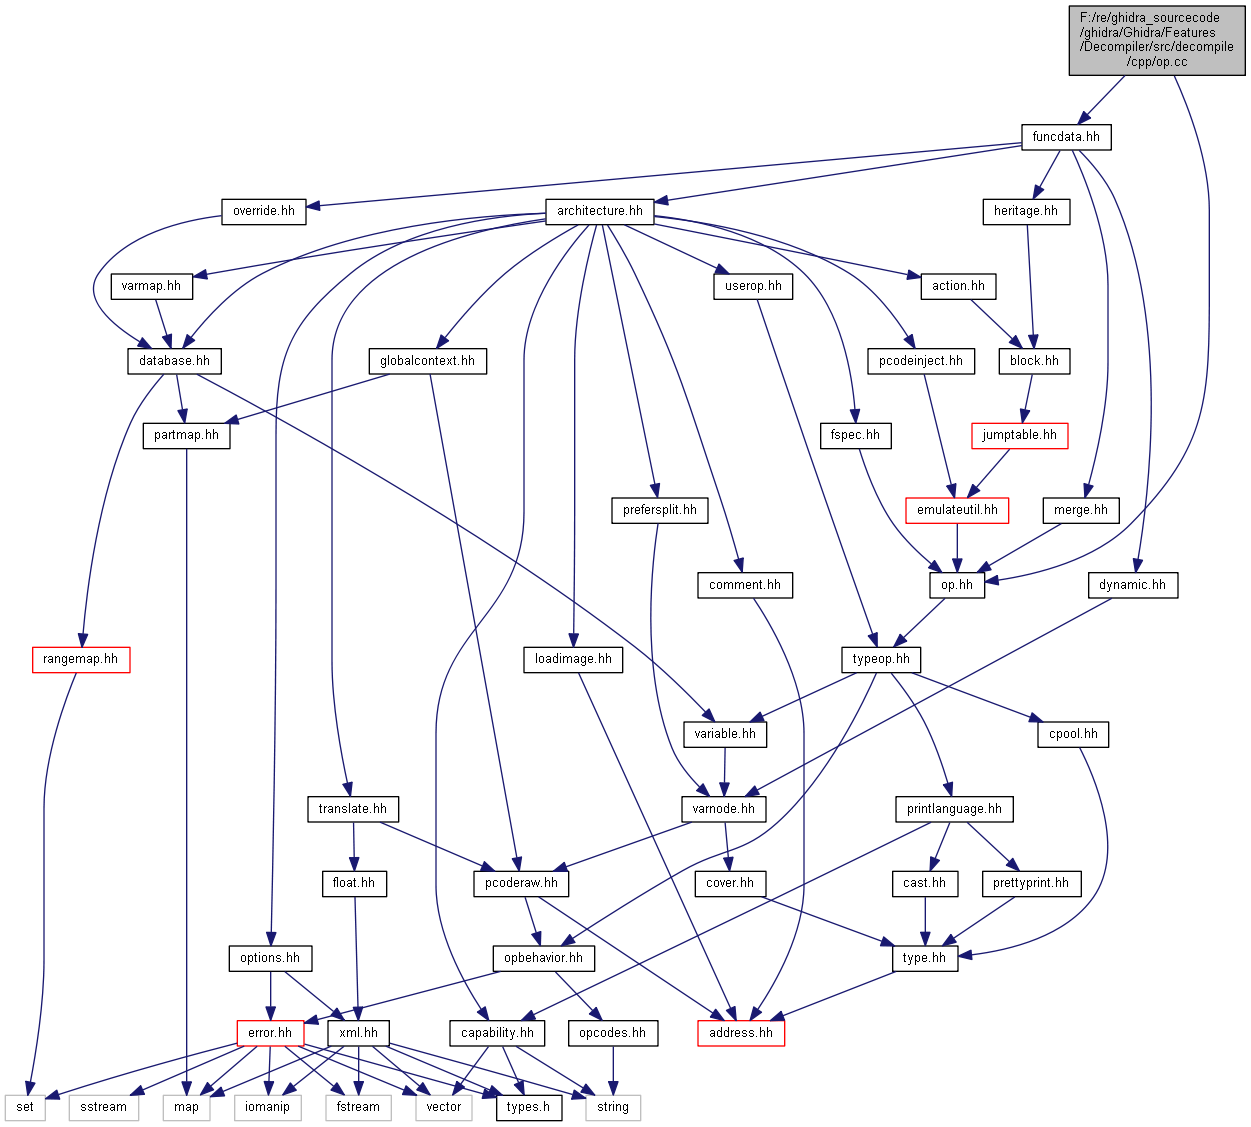 F:/re/ghidra_sourcecode
/ghidra/Ghidra/Features
/Decompiler/src/decompile
/cpp/op.cc
funcdata.hh
override.hh
architecture.hh
heritage.hh
varmap.hh
userop.hh
action.hh
database.hh
globalcontext.hh
pcodeinject.hh
block.hh
partmap.hh
fspec.hh
jumptable.hh
prefersplit.hh
emulateutil.hh
merge.hh
comment.hh
op.hh
dynamic.hh
rangemap.hh
loadimage.hh
typeop.hh
variable.hh
cpool.hh
translate.hh
varnode.hh
printlanguage.hh
float.hh
pcoderaw.hh
cover.hh
cast.hh
prettyprint.hh
options.hh
opbehavior.hh
type.hh
error.hh
xml.hh
capability.hh
opcodes.hh
address.hh
set
sstream
map
iomanip
fstream
vector
types.h
string